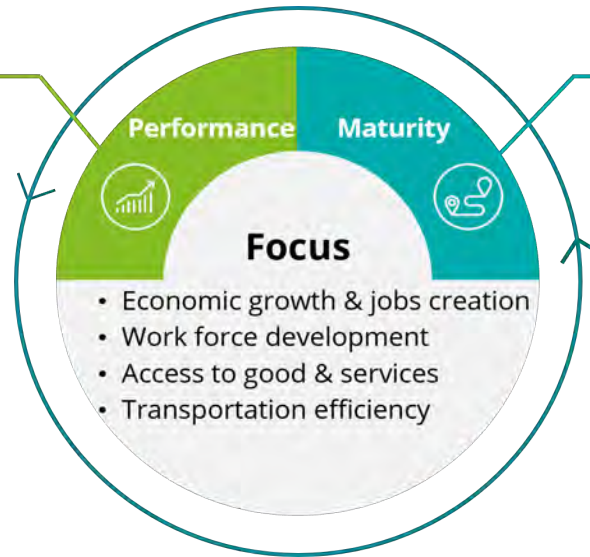 Performance
Maturity
Focus
• Economic growth & jobs creation
• Work force development
• Access to good & services
• Transportation efficiency